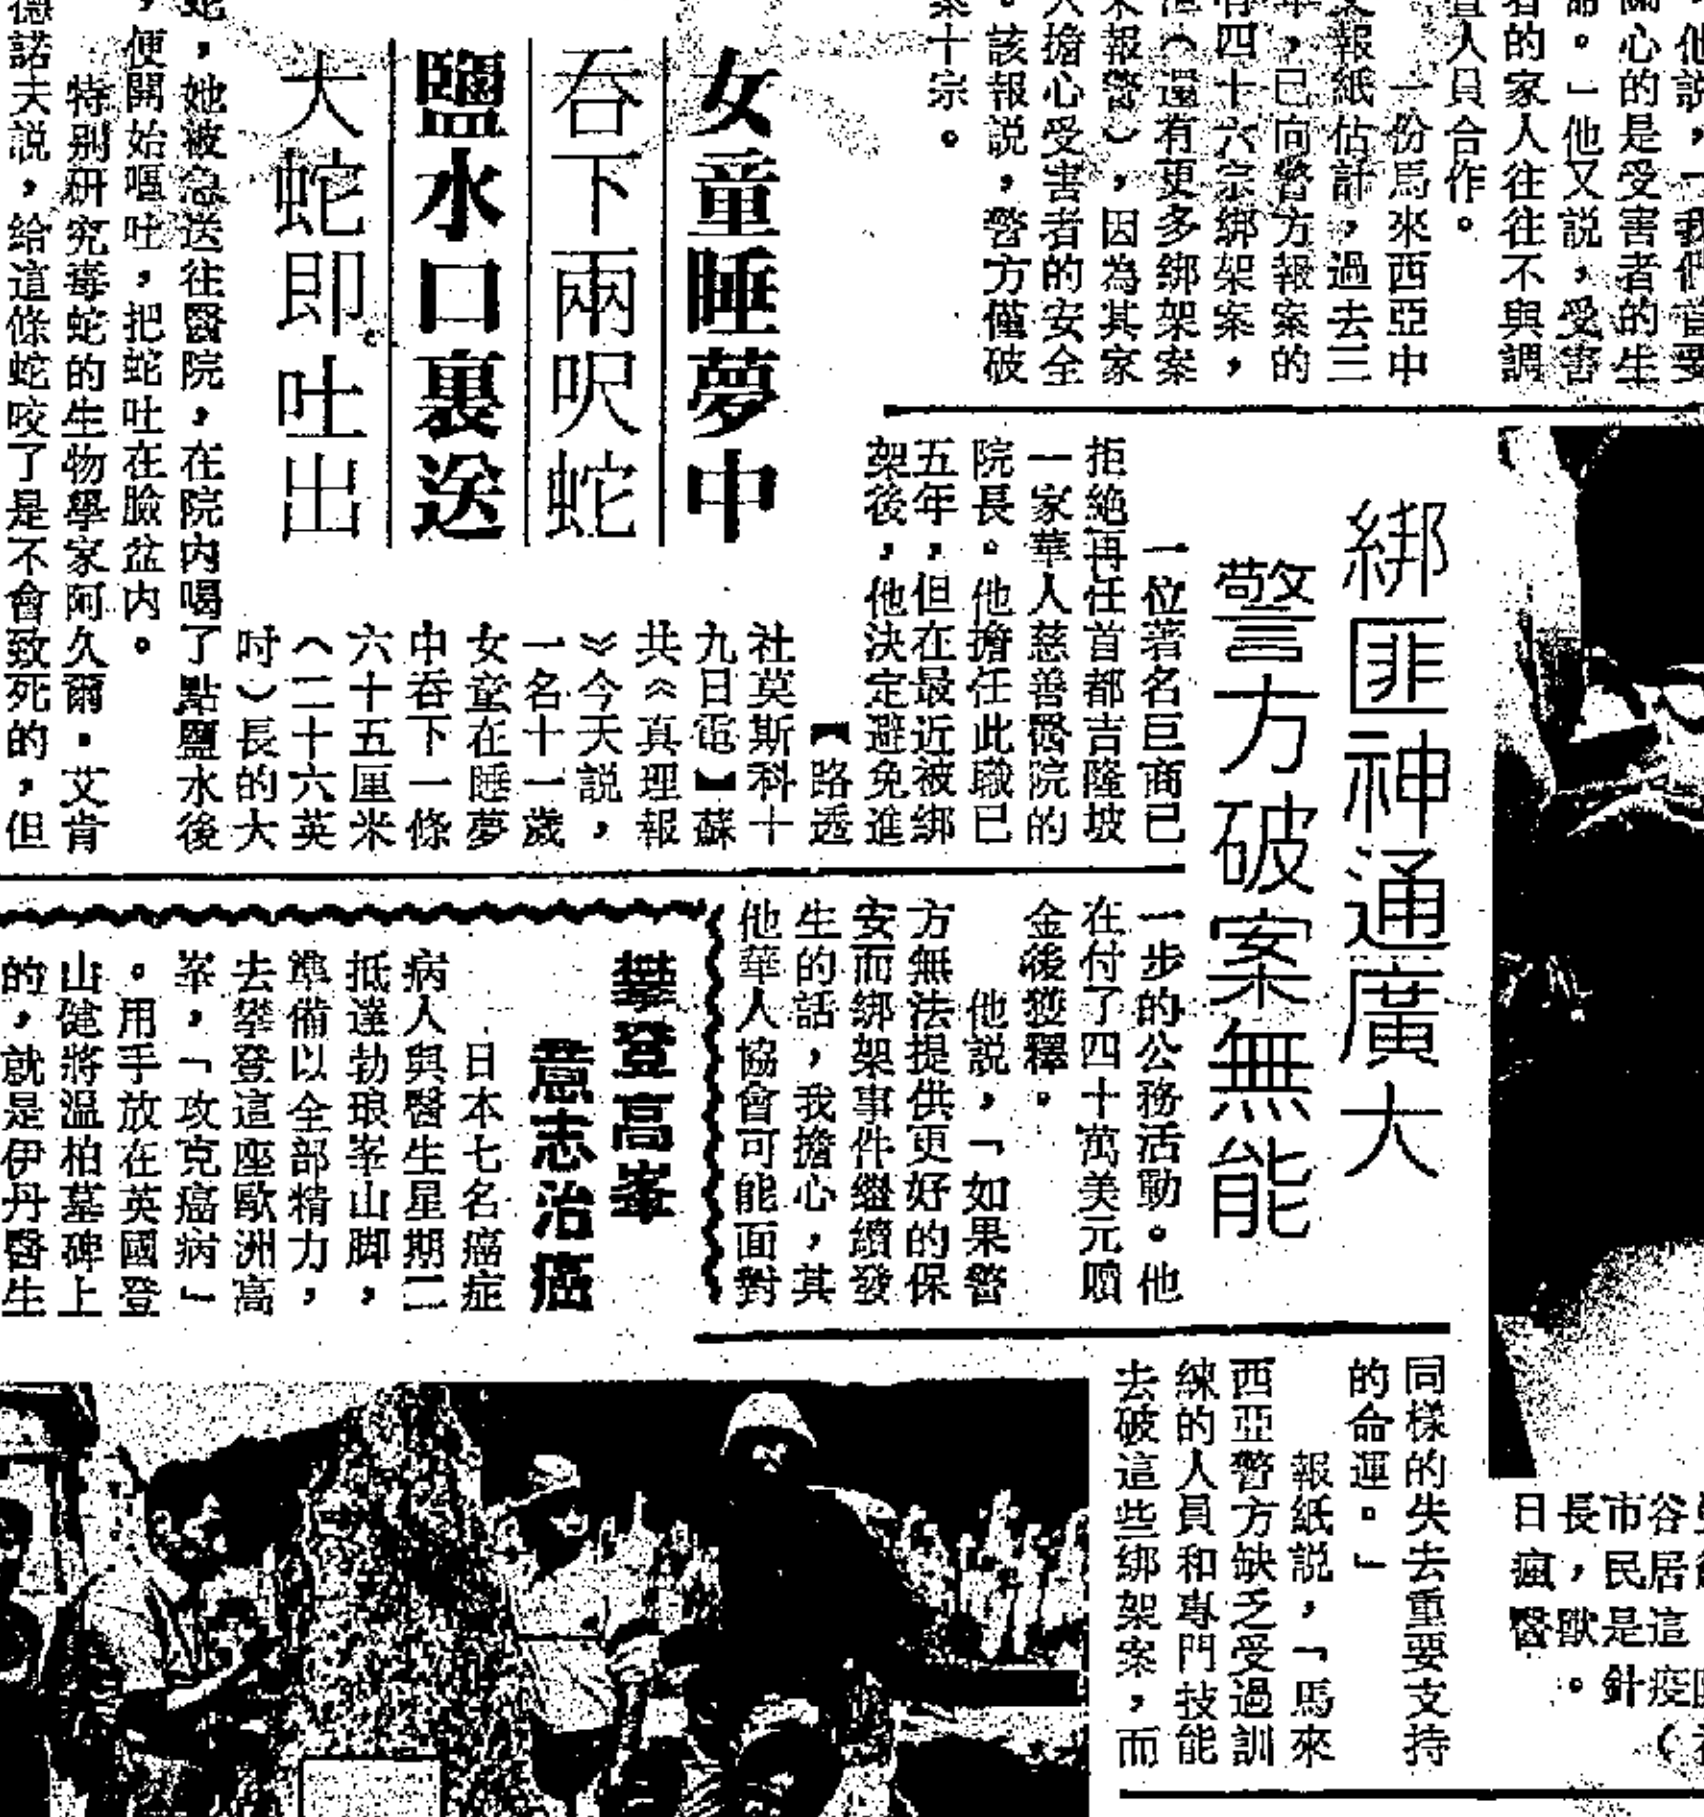 綁匪神通廣大
警方破案無能
一位著名巨商已
拒絶再任首都吉隆坡
一家華人慈善醫院的
院長。他擔任此職已
五年,但在最近被綁
架後,他決定避免進
一步的公務活動。他
在付了四十萬美元贖
金後獲釋。
他説,「如果警
方無法提供更好的保
安而綁架事件繼續發
生的話,我擔心,其
他華人協會可能面對
同樣的失去重要支持
的命運。」
報紙説,「馬來
西亞警方缺乏受過訓
練的人員和專門技能
去破這些綁架案,而
他説,「我們首要
關心的是受害者的生
。」他又説,受害
者的家人往往不與調
查人員合作。
一份馬來西亞中
文報紙估計,過去三
年,已向警方報案的
有四十六宗綁架案,
(還有更多綁架案
未報警),因為其家
人擔心受害者的安全
。該報説,警方僅破
案十宗。
女童睡夢中
吞下兩呎蛇
鹽水口裏送
大蛇即吐出
【路透
社莫斯科十
九日電】蘇
共《真理報
》今天説,
一名十一歲
女童在睡夢
中吞下一條
六十五厘米
(二十六英
吋)長的大
蛇,她被急送往醫院,在院内喝了點鹽水後
,便開始嘔吐,把蛇吐在臉盆内。
特别研究毒蛇的生物學家阿久爾·艾肯
德諾夫説,給這條蛇咬了是不會致死的,但
攀登高峯
意志治癌
日本七名癌症
病人與醫生星期二
抵達勃琅峯山脚,
準備以全部精力,
去攀登這座歐洲高
峯,「攻克癌病」
。用手放在英國登
山健將温柏墓碑上
的,就是伊丹醫生
谷
市民是這針疫
長居,獸。
日瘋醫